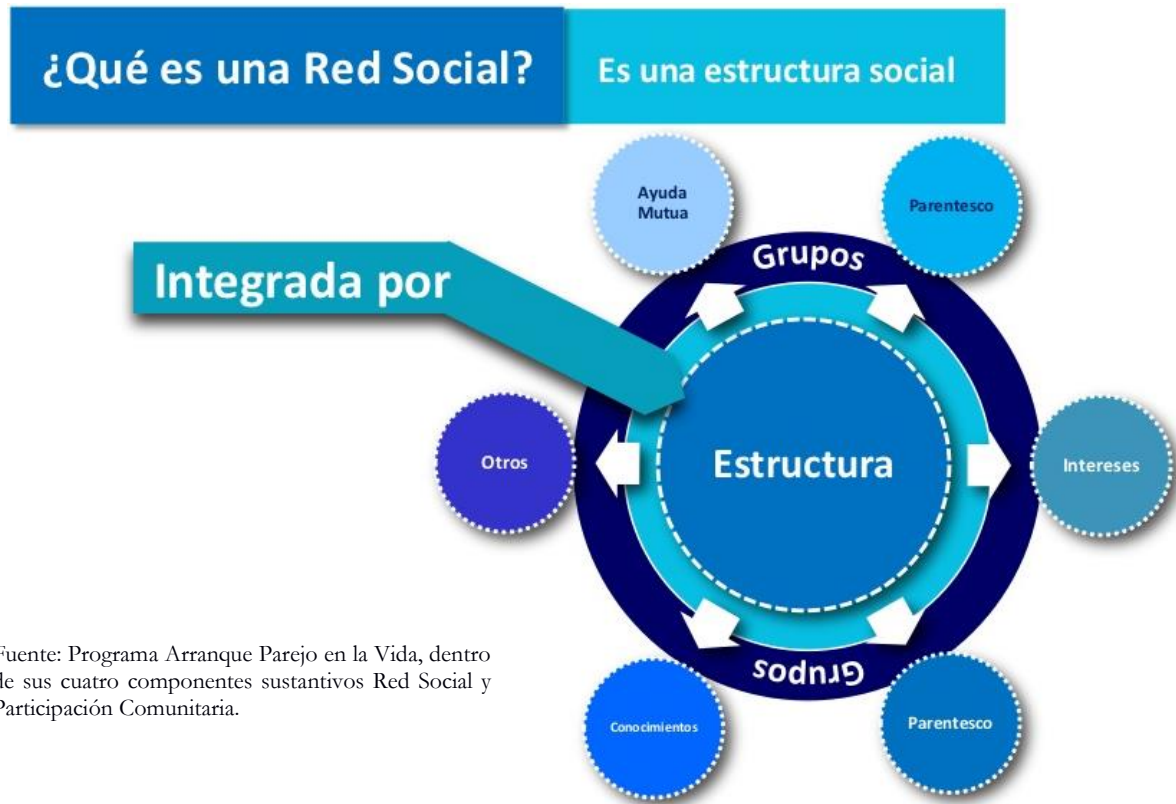 ¿Qué es una Red Social?
Es una estructura social
Ayuda
Mutua
Parentesco
Grupos
Integrada por
Otros
Estructura
Intereses
Fuente: Programa Arranque Parejo en la Vida, dentro
de sus cuatro componentes sustantivos Red Social y
Participación Comunitaria.
Grupos
Conocimientos
Parentesco